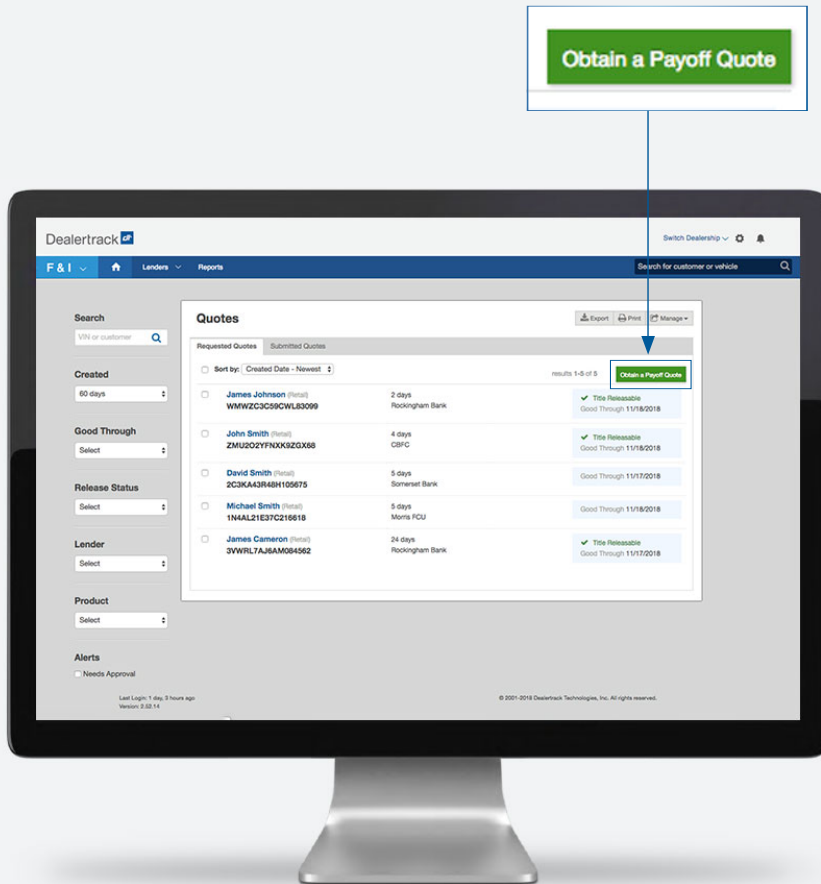 Obtain a Payoff Quote
Dealertrack dt
Switch Dealership
F & I Lenders Reports Search for customer or vehicle
Search
VIN or customer
Created
60 days
Good Through
Select
Release Status
Select
Lender
Select
Product
Select
Alerts
Needs Approval
Quotes
Export Print Manage
Requested Quotes Submitted Quotes
Sort by: Created Date - Newest results 1-5 of 5 Obtain a Payoff Quote
James Johnson (Retail) 2 days Title Releasable
WMWZC3C59CWL83099 Rockingham Bank Good Through 11/18/2018
John Smith (Retail) 4 days Title Releasable
ZMU2O2YFNXK9ZGX68 CBFC Good Through 11/18/2018
David Smith (Retail) 5 days Good Through 11/17/2018
2C3KA43R48H105675 Somerset Bank
Michael Smith (Retail) 5 days Good Through 11/18/2018
1N4AL21E37C216618 Morris FCU
James Cameron (Retail) 24 days Title Releasable
3VWRL7AJ6AM084562 Rockingham Bank Good Through 11/17/2018
Last Login: 1 day, 3 hours ago © 2001-2018 Dealertrack Technologies, Inc. All rights reserved.
Version: 2.52.14